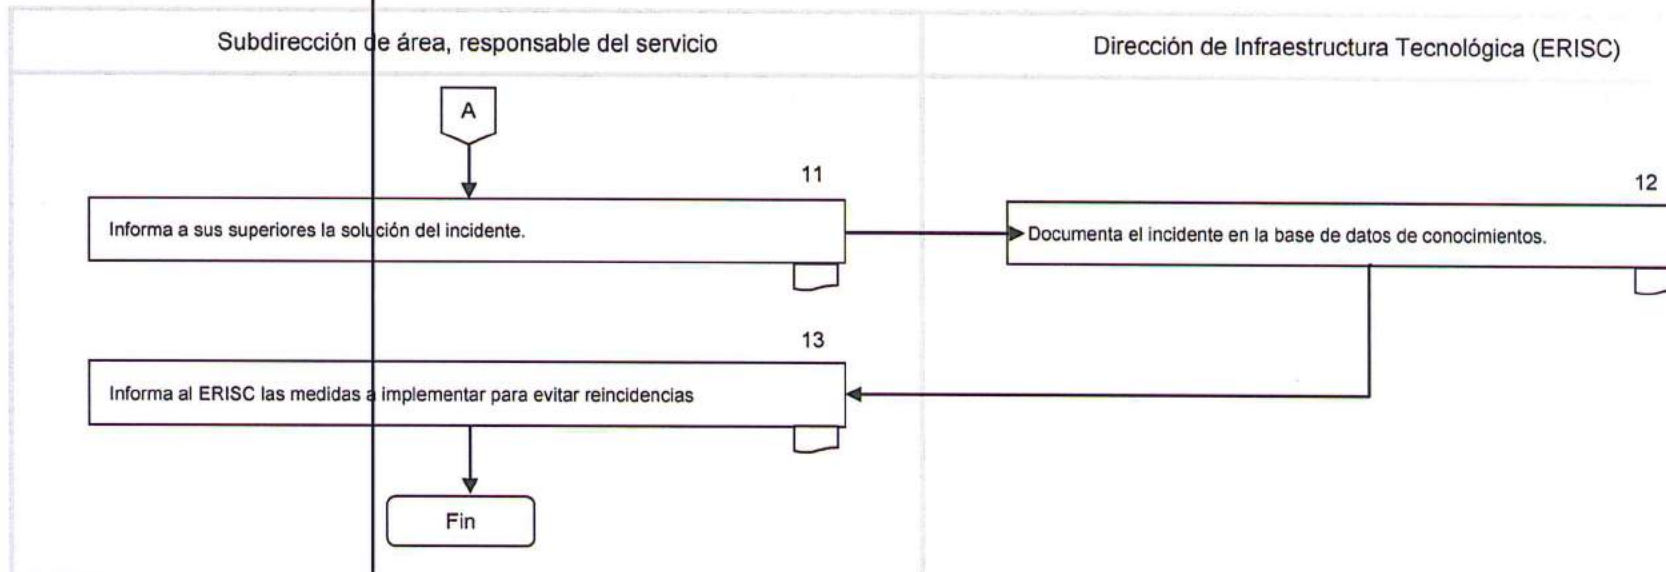 Subdirección de área, responsable del servicio
Dirección de Infraestructura Tecnológica (ERISC)
A
11
Informa a sus superiores la solución del incidente.
12
Documenta el incidente en la base de datos de conocimientos.
13
Informa al ERISC las medidas a implementar para evitar reincidencias
Fin